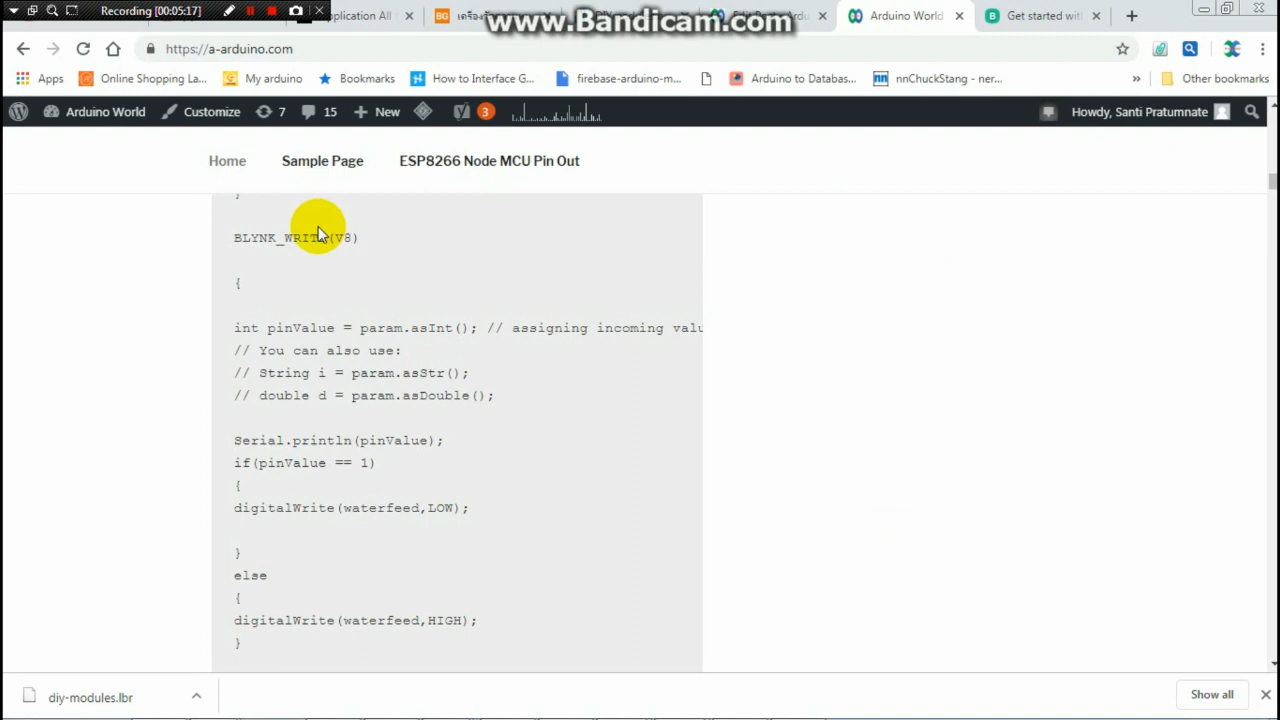 Recording [00:05:17]
www.Bandicam.com
pplication All
BG
Arduino World
Get started with
https://a-arduino.com
Apps
Online Shopping La...
My arduino
Bookmarks
How to Interface G...
firebase-arduino-m...
Arduino to Databas...
nnChuckStang - ner...
»
Other bookmarks
Arduino World
Customize
7
15
New
3
Howdy, Santi Pratumnate
Home
Sample Page
ESP8266 Node MCU Pin Out
}
BLYNK_WRITE(V8)
{
int pinValue = param.asInt(); // assigning incoming valu
// You can also use:
// String i = param.asStr();
// double d = param.asDouble();
Serial.println(pinValue);
if(pinValue == 1)
{
digitalWrite(waterfeed,LOW);
}
else
{
digitalWrite(waterfeed,HIGH);
}
diy-modules.lbr
Show all